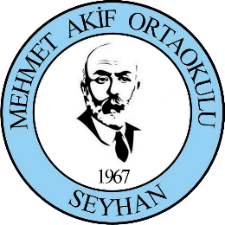 MEHMET AKİF ORTAOKULU
1967
SEYHAN